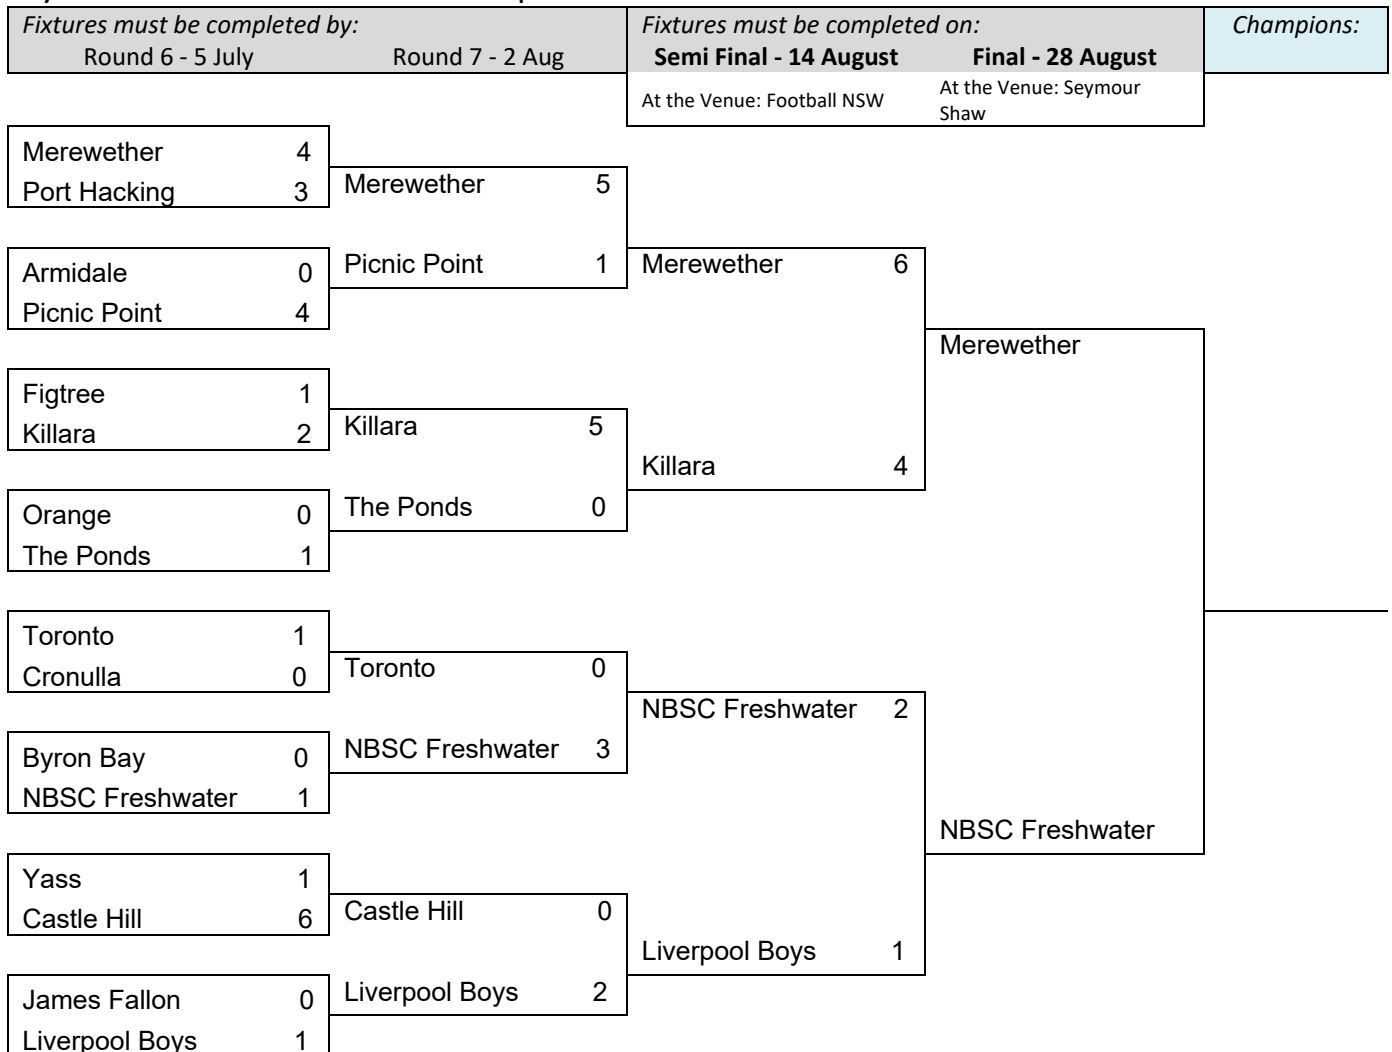 Fixtures must be completed by:
Round 6 - 5 July Round 7 - 2 Aug
Fixtures must be completed on:
Semi Final - 14 August Final - 28 August
Champions:
At the Venue: Football NSW
At the Venue: Seymour
Shaw
Merewether 4
Port Hacking 3
Armidale 0
Picnic Point 4
Figtree 1
Killara 2
Orange 0
The Ponds 1
Toronto 1
Cronulla 0
Byron Bay 0
NBSC Freshwater 1
Yass 1
Castle Hill 6
James Fallon 0
Liverpool Boys 1
Merewether 5
Picnic Point 1
Killara 5
The Ponds 0
Toronto 0
NBSC Freshwater 3
Castle Hill 0
Liverpool Boys 2
Merewether 6
Killara 4
NBSC Freshwater 2
Liverpool Boys 1
Merewether
NBSC Freshwater